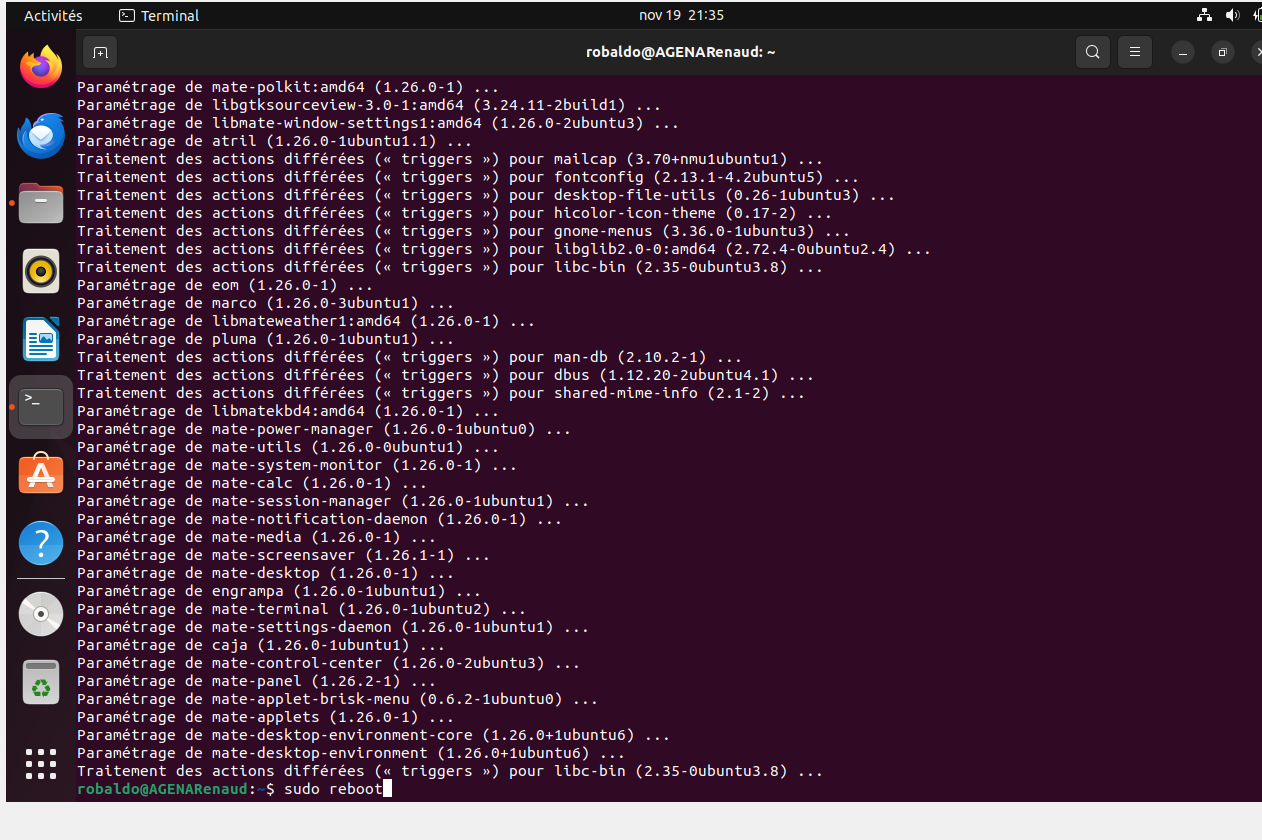 Activités
Terminal
nov 19 21:35
robaldo@AGENARenaud: ~
Paramétrage de mate-polkit:amd64 (1.26.0-1) ...
Paramétrage de libgtksourceview-3.0-1:amd64 (3.24.11-2build1) ...
Paramétrage de libmate-window-settings1:amd64 (1.26.0-2ubuntu3) ...
Paramétrage de atril (1.26.0-1ubuntu1.1) ...
Traitement des actions différées (« triggers ») pour mailcap (3.70+nmu1ubuntu1) ...
Traitement des actions différées (« triggers ») pour fontconfig (2.13.1-4.2ubuntu5) ...
Traitement des actions différées (« triggers ») pour desktop-file-utils (0.26-1ubuntu3) ...
Traitement des actions différées (« triggers ») pour hicolor-icon-theme (0.17-2) ...
Traitement des actions différées (« triggers ») pour gnome-menus (3.36.0-1ubuntu3) ...
Traitement des actions différées (« triggers ») pour libglib2.0-0:amd64 (2.72.4-0ubuntu2.4) ...
Traitement des actions différées (« triggers ») pour libc-bin (2.35-0ubuntu3.8) ...
Paramétrage de eom (1.26.0-1) ...
Paramétrage de marco (1.26.0-3ubuntu1) ...
Paramétrage de libmateweather1:amd64 (1.26.0-1) ...
Paramétrage de pluma (1.26.0-1ubuntu1) ...
Traitement des actions différées (« triggers ») pour man-db (2.10.2-1) ...
Traitement des actions différées (« triggers ») pour dbus (1.12.20-2ubuntu4.1) ...
Traitement des actions différées (« triggers ») pour shared-mime-info (2.1-2) ...
Paramétrage de libmatekbd4:amd64 (1.26.0-1) ...
Paramétrage de mate-power-manager (1.26.0-1ubuntu0) ...
Paramétrage de mate-utils (1.26.0-0ubuntu1) ...
Paramétrage de mate-system-monitor (1.26.0-1) ...
Paramétrage de mate-calc (1.26.0-1) ...
Paramétrage de mate-session-manager (1.26.0-1ubuntu1) ...
Paramétrage de mate-notification-daemon (1.26.0-1) ...
Paramétrage de mate-media (1.26.0-1) ...
Paramétrage de mate-screensaver (1.26.1-1) ...
Paramétrage de mate-desktop (1.26.0-1) ...
Paramétrage de engrampa (1.26.0-1ubuntu1) ...
Paramétrage de mate-terminal (1.26.0-1ubuntu2) ...
Paramétrage de mate-settings-daemon (1.26.0-1ubuntu1) ...
Paramétrage de caja (1.26.0-1ubuntu1) ...
Paramétrage de mate-control-center (1.26.0-2ubuntu3) ...
Paramétrage de mate-panel (1.26.2-1) ...
Paramétrage de mate-applet-brisk-menu (0.6.2-1ubuntu0) ...
Paramétrage de mate-applets (1.26.0-1) ...
Paramétrage de mate-desktop-environment-core (1.26.0+1ubuntu6) ...
Paramétrage de mate-desktop-environment (1.26.0+1ubuntu6) ...
Traitement des actions différées (« triggers ») pour libc-bin (2.35-0ubuntu3.8) ...
robaldo@AGENARenaud:~$ sudo reboot